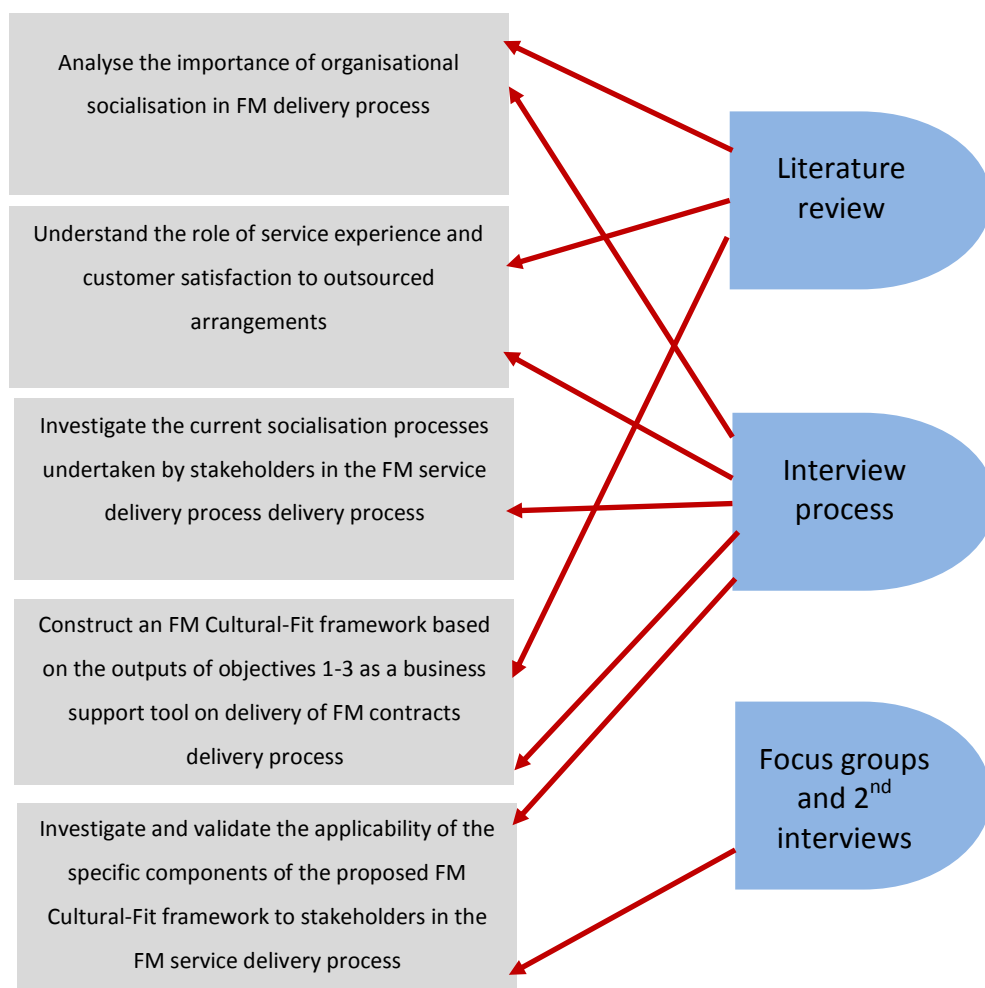 Analyse the importance of organisational
socialisation in FM delivery process
Understand the role of service experience and
customer satisfaction to outsourced
arrangements
Investigate the current socialisation processes
undertaken by stakeholders in the FM service
delivery process delivery process
Construct an FM Cultural-Fit framework based
on the outputs of objectives 1-3 as a business
support tool on delivery of FM contracts
delivery process
Investigate and validate the applicability of the
specific components of the proposed FM
Cultural-Fit framework to stakeholders in the
FM service delivery process
Literature
review
Interview
process
Focus groups
and 2nd
interviews